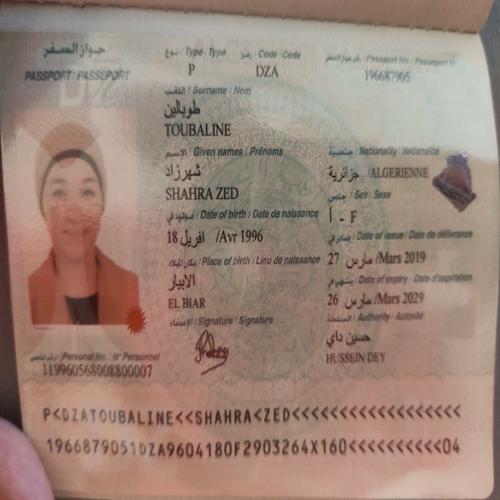 جواز السفر
PASSPORT / PASSEPORT
نوع / Type / Type
P
رمز / Code / Code
DZA
رقم جواز السفر / Passport No. / Passeport N°
196687905
اللقب / Surname / Nom
طوبالين
TOUBALINE
الاسم / Given names / Prénoms
شهرزاد
SHAHRA ZED
جنسية / Nationality / Nationalité
جزائرية /ALGERIENNE
جنس / Sex / Sexe
أ - F
مولود في / Date of birth / Date de naissance
18 افريل /Avr 1996
صادر في / Date of issue / Date de délivrance
27 مارس /Mars 2019
مكان الميلاد / Place of birth / Lieu de naissance
الابيار
EL BIAR
ينتهي في / Date of expiry / Date d'expiration
26 مارس /Mars 2029
الإمضاء / Signature / Signature
السلطة / Authority / Autorité
حسين داي
HUSSEIN DEY
الرقم الشخصي / Personal No. / N° Personnel
119960568008800007
P<DZATOUBALINE<<SHAHRA<ZED<<<<<<<<<<<<<<<<<<
1966879051DZA9604180F2903264X160<<<<<<<<<<04